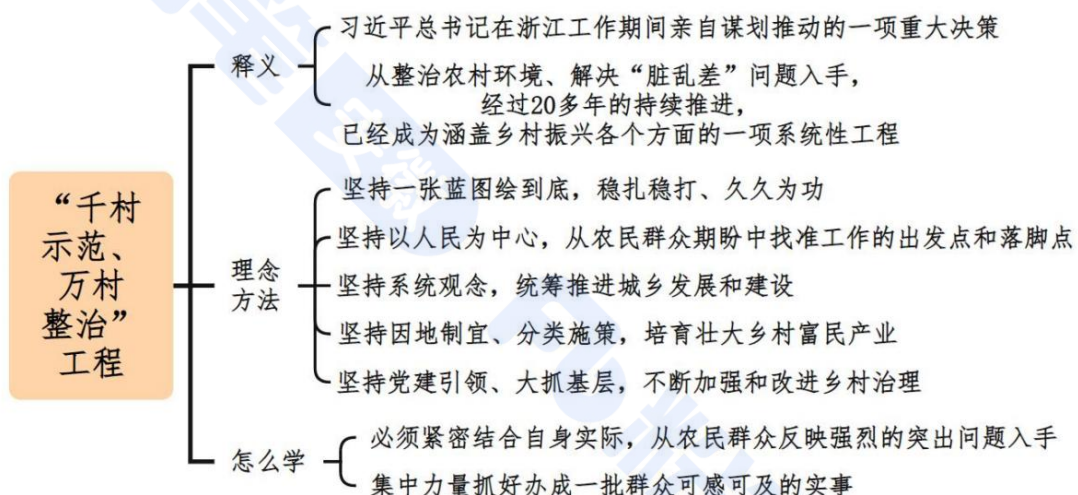 “千村
示范、
万村
整治”
工程
释义
习近平总书记在浙江工作期间亲自谋划推动的一项重大决策
从整治农村环境、解决“脏乱差”问题入手，
经过20多年的持续推进，
已经成为涵盖乡村振兴各个方面的一项系统性工程
理念
方法
坚持一张蓝图绘到底，稳扎稳打、久久为功
坚持以人民为中心，从农民群众期盼中找准工作的出发点和落脚点
坚持系统观念，统筹推进城乡发展和建设
坚持因地制宜、分类施策，培育壮大乡村富民产业
坚持党建引领、大抓基层，不断加强和改进乡村治理
怎么学
必须紧密结合自身实际，从农民群众反映强烈的突出问题入手
集中力量抓好办成一批群众可感可及的实事